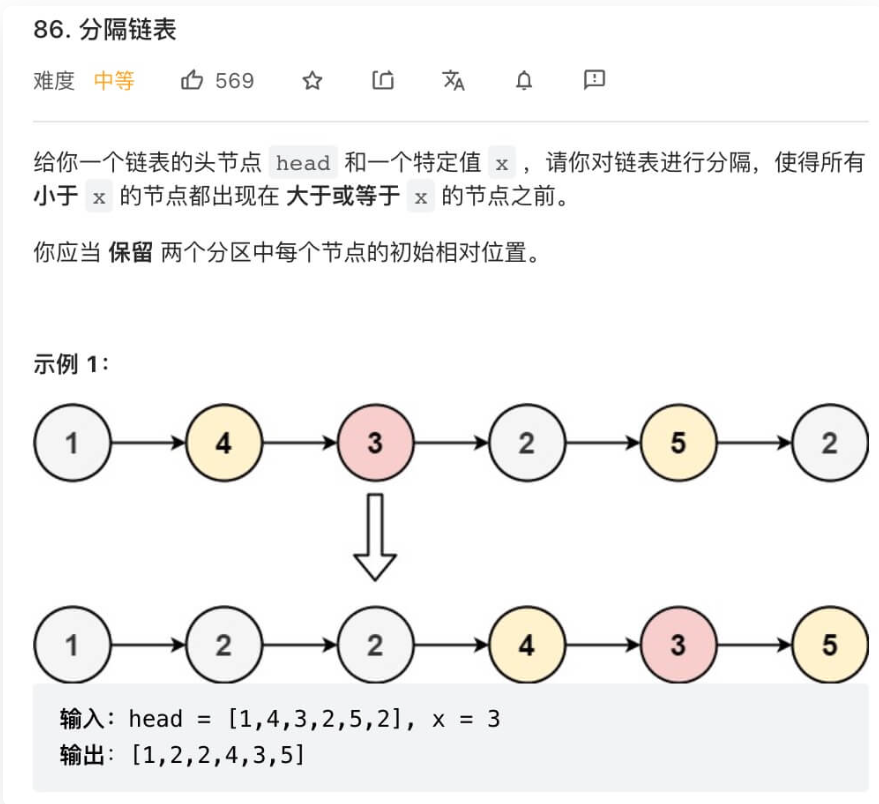 86. 分隔链表
难度 中等 569
给你一个链表的头节点 head 和一个特定值 x ，请你对链表进行分隔，使得所有
小于 x 的节点都出现在 大于或等于 x 的节点之前。
你应当 保留 两个分区中每个节点的初始相对位置。
示例 1：
1 4 3 2 5 2
1 2 2 4 3 5
输入：head = [1,4,3,2,5,2], x = 3
输出：[1,2,2,4,3,5]